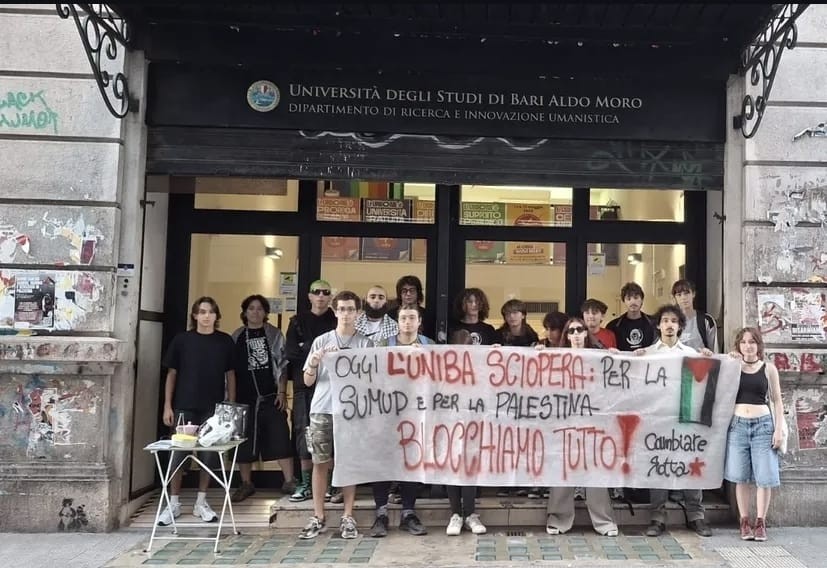 UNIVERSITÀ DEGLI STUDI DI BARI ALDO MORO
DIPARTIMENTO DI RICERCA E INNOVAZIONE UMANISTICA
OGGI L'UNIBA SCIOPERA: PER LA
SUMUD E PER LA PALESTINA
BLOCCHIAMO TUTTO!
Cambiare
Rotta